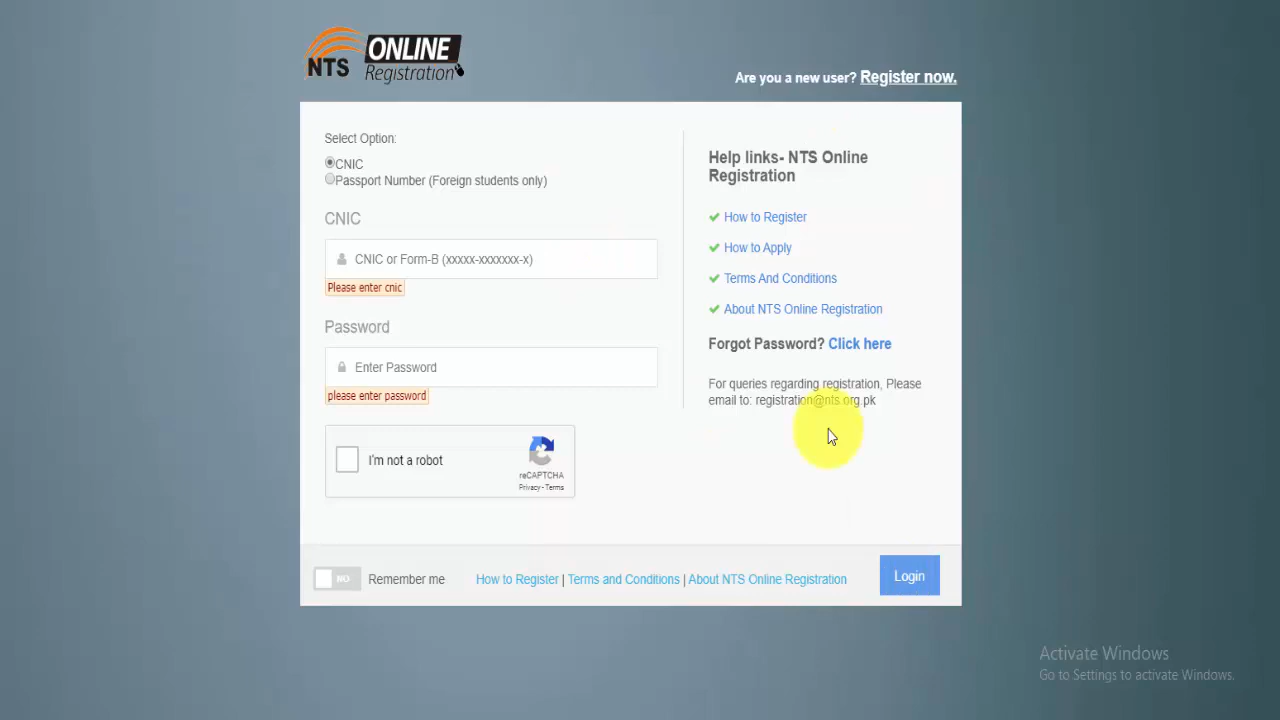 NTS ONLINE
Registration
Are you a new user? Register now.
Select Option:
CNIC
Passport Number (Foreign students only)
CNIC
CNIC or Form-B (xxxxx-xxxxxxx-x)
Please enter cnic
Password
Enter Password
please enter password
I'm not a robot
reCAPTCHA
Privacy - Terms
Help links- NTS Online
Registration
How to Register
How to Apply
Terms And Conditions
About NTS Online Registration
Forgot Password? Click here
For queries regarding registration, Please
email to: registration@nts.org.pk
NO Remember me
How to Register | Terms and Conditions | About NTS Online Registration
Login
Activate Windows
Go to Settings to activate Windows.